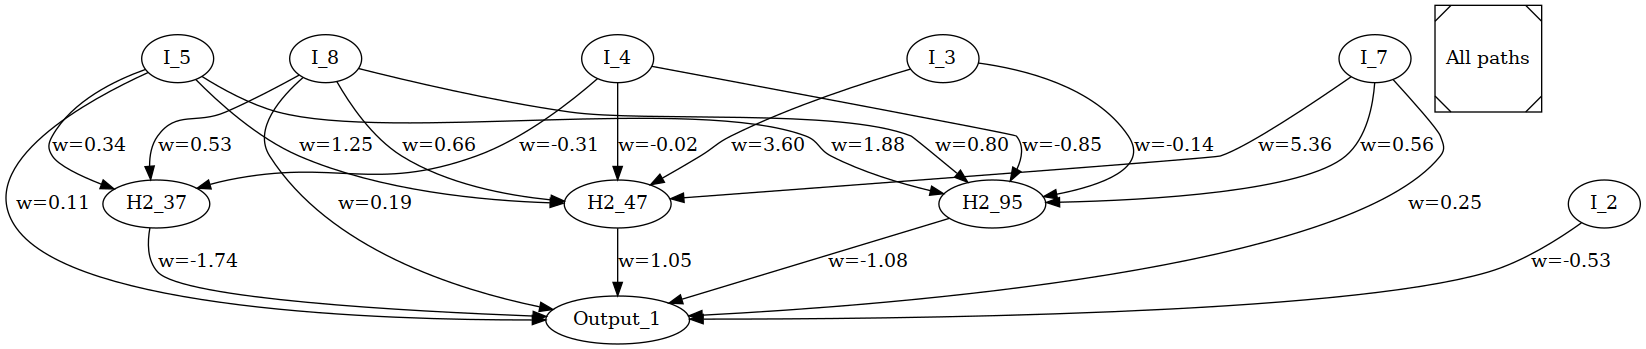 I_5
I_8
I_4
I_3
I_7
All paths
w=0.34
w=0.53
w=1.25
w=0.66
w=-0.31
w=-0.02
w=3.60
w=1.88
w=0.80
w=-0.85
w=-0.14
w=5.36
w=0.56
w=0.11
H2_37
w=0.19
H2_47
H2_95
w=0.25
I_2
w=-1.74
w=1.05
w=-1.08
w=-0.53
Output_1